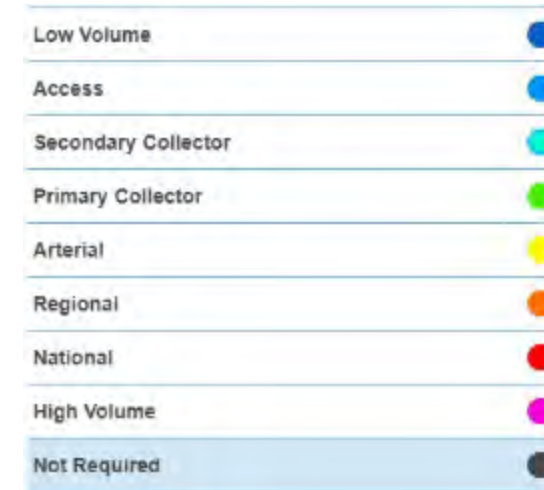 Low Volume
Access
Secondary Collector
Primary Collector
Arterial
Regional
National
High Volume
Not Required